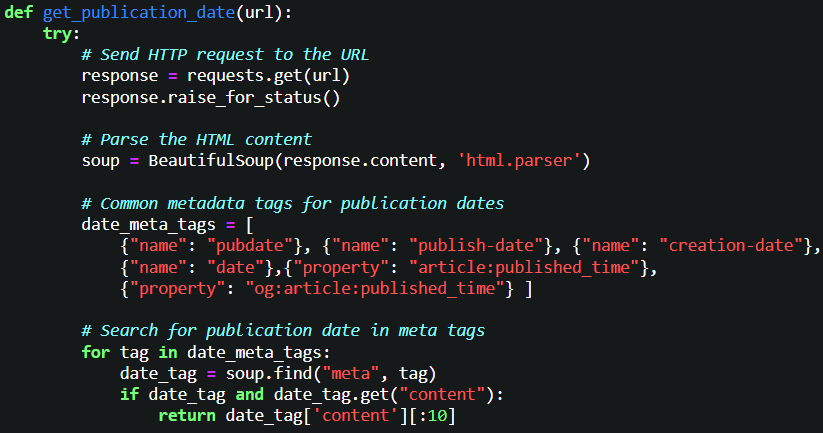 def get_publication_date(url):
    try:
        # Send HTTP request to the URL
        response = requests.get(url)
        response.raise_for_status()

        # Parse the HTML content
        soup = BeautifulSoup(response.content, 'html.parser')

        # Common metadata tags for publication dates
        date_meta_tags = [
            {"name": "pubdate"}, {"name": "publish-date"}, {"name": "creation-date"},
            {"name": "date"},{"property": "article:published_time"},
            {"property": "og:article:published_time"} ]

        # Search for publication date in meta tags
        for tag in date_meta_tags:
            date_tag = soup.find("meta", tag)
            if date_tag and date_tag.get("content"):
                return date_tag['content'][:10]